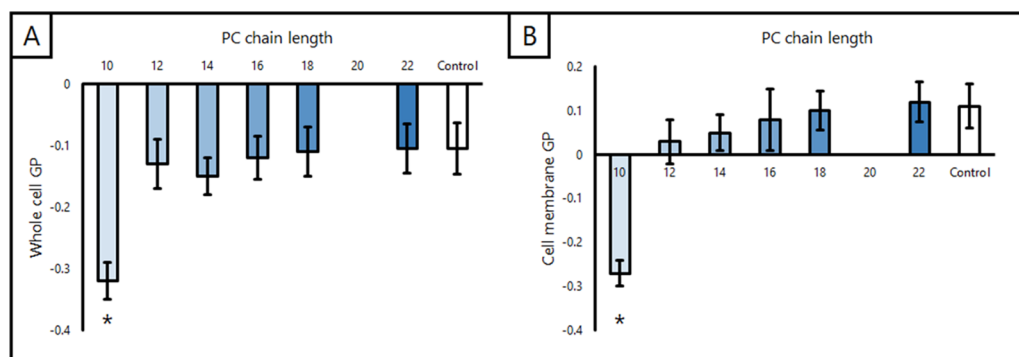 A
PC chain length
10 12 14 16 18 20 22 Control
0
-0.1
-0.2
-0.3
-0.4
Whole cell GP
*
B
PC chain length
0.2
0.1
0
-0.1
-0.2
-0.3
-0.4
10 12 14 16 18 20 22 Control
Cell membrane GP
*